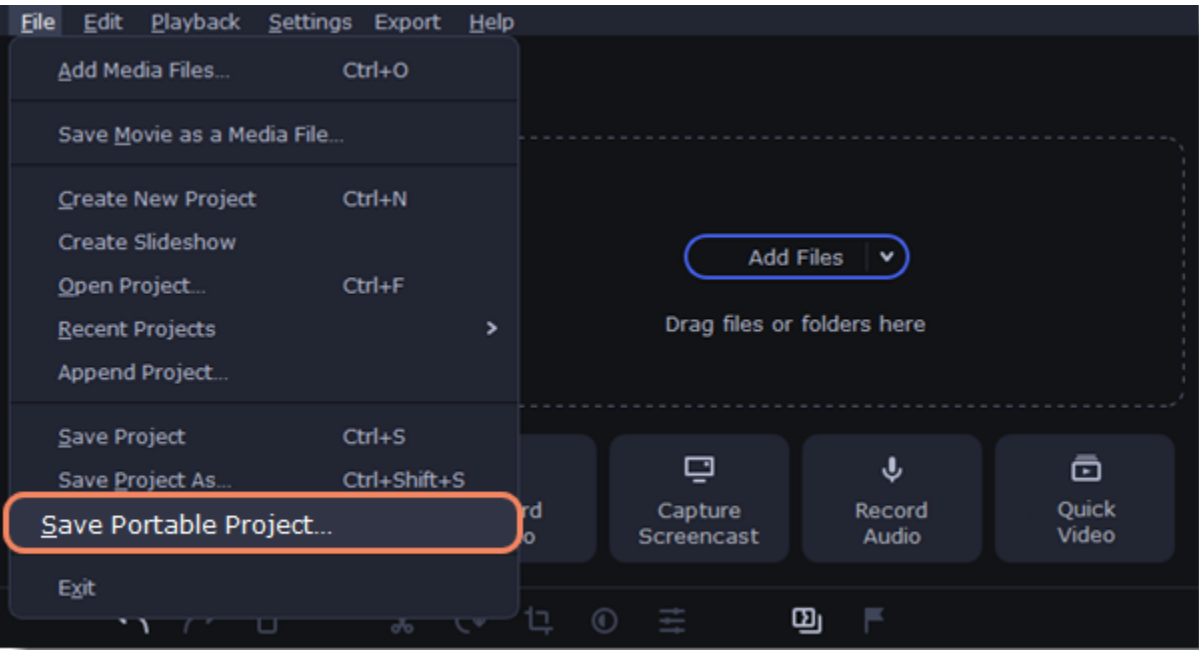 File Edit Playback Settings Export Help
Add Media Files... Ctrl+O
Save Movie as a Media File...
Create New Project Ctrl+N
Create Slideshow
Open Project... Ctrl+F
Recent Projects
Append Project...
Save Project Ctrl+S
Save Project As... Ctrl+Shift+S
Save Portable Project...
Exit
Add Files
Drag files or folders here
Capture
Screencast
Record
Audio
Quick
Video